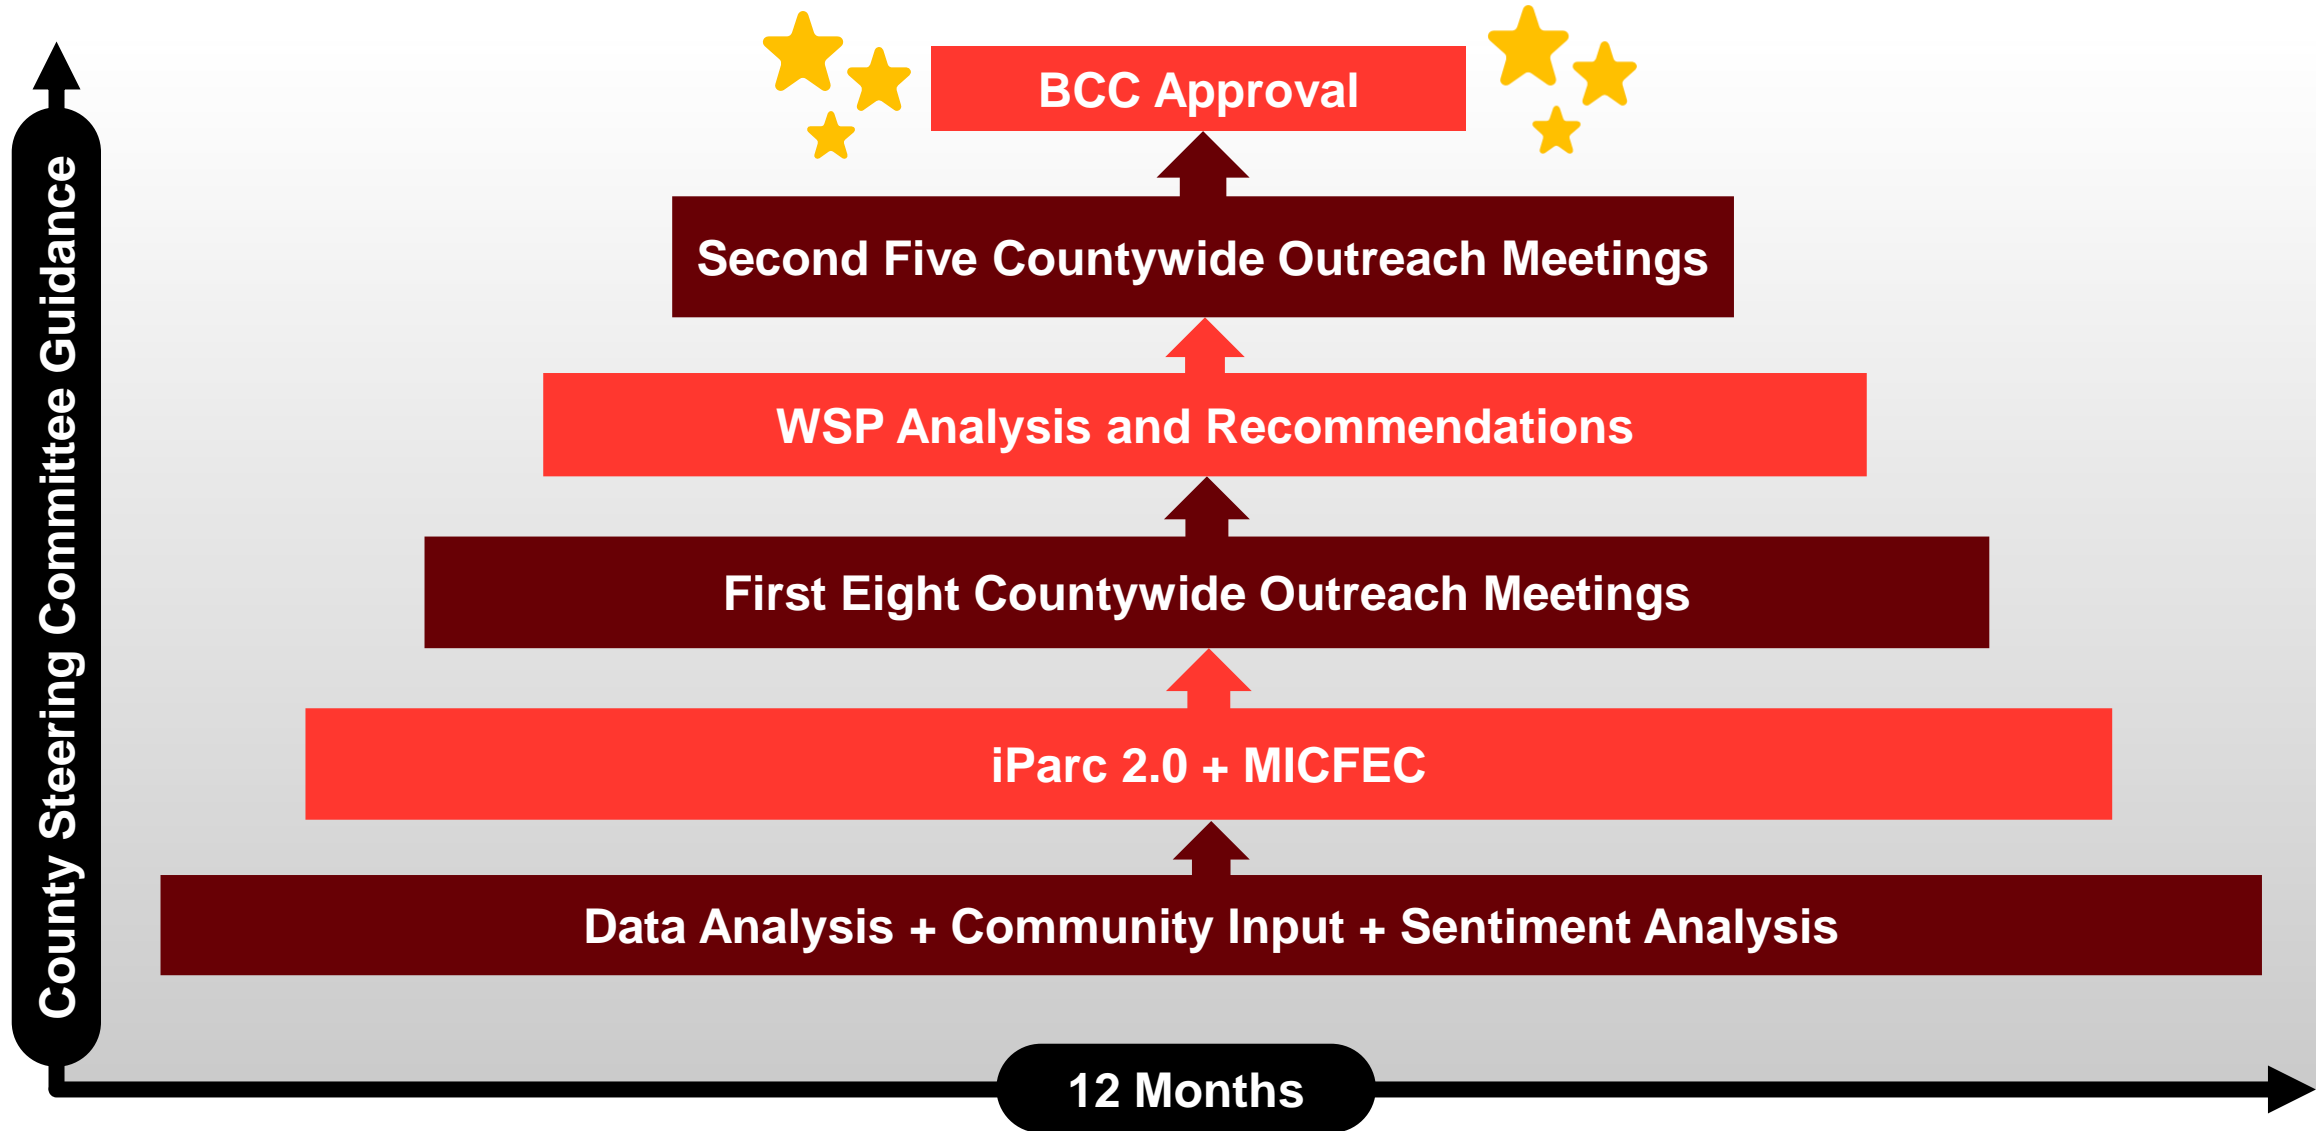 BCC Approval
Second Five Countywide Outreach Meetings
WSP Analysis and Recommendations
First Eight Countywide Outreach Meetings
iParc 2.0 + MICFEC
Data Analysis + Community Input + Sentiment Analysis
County Steering Committee Guidance
12 Months